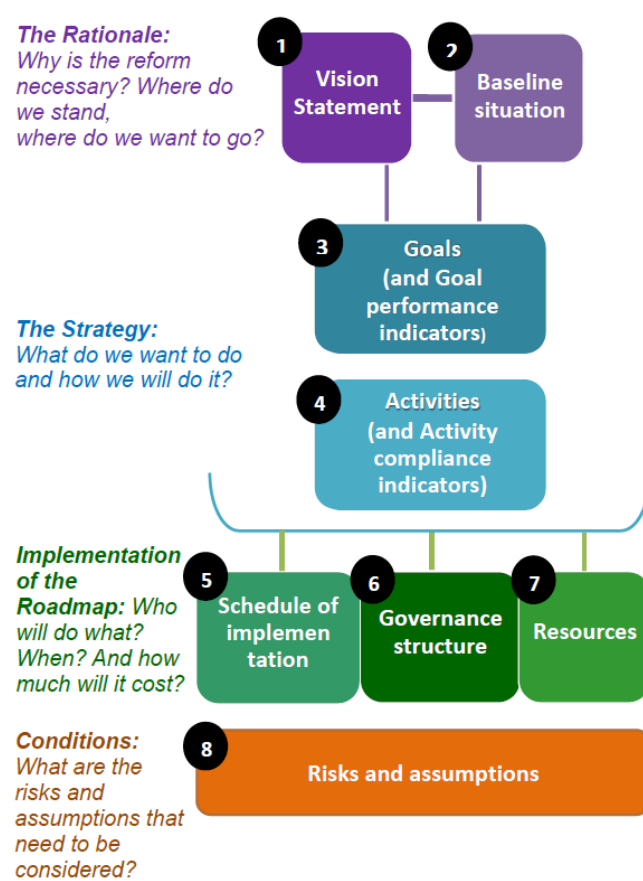 The Rationale:
Why is the reform
necessary? Where do
we stand,
where do we want to go?
1
Vision
Statement
2
Baseline
situation
3
Goals
(and Goal
performance
indicators)
The Strategy:
What do we want to do
and how we will do it?
4
Activities
(and Activity
compliance
indicators)
Implementation
of the
Roadmap: Who
will do what?
When? And how
much will it cost?
5
Schedule of
implemen
tation
6
Governance
structure
7
Resources
Conditions:
What are the
risks and
assumptions that
need to be
considered?
8
Risks and assumptions